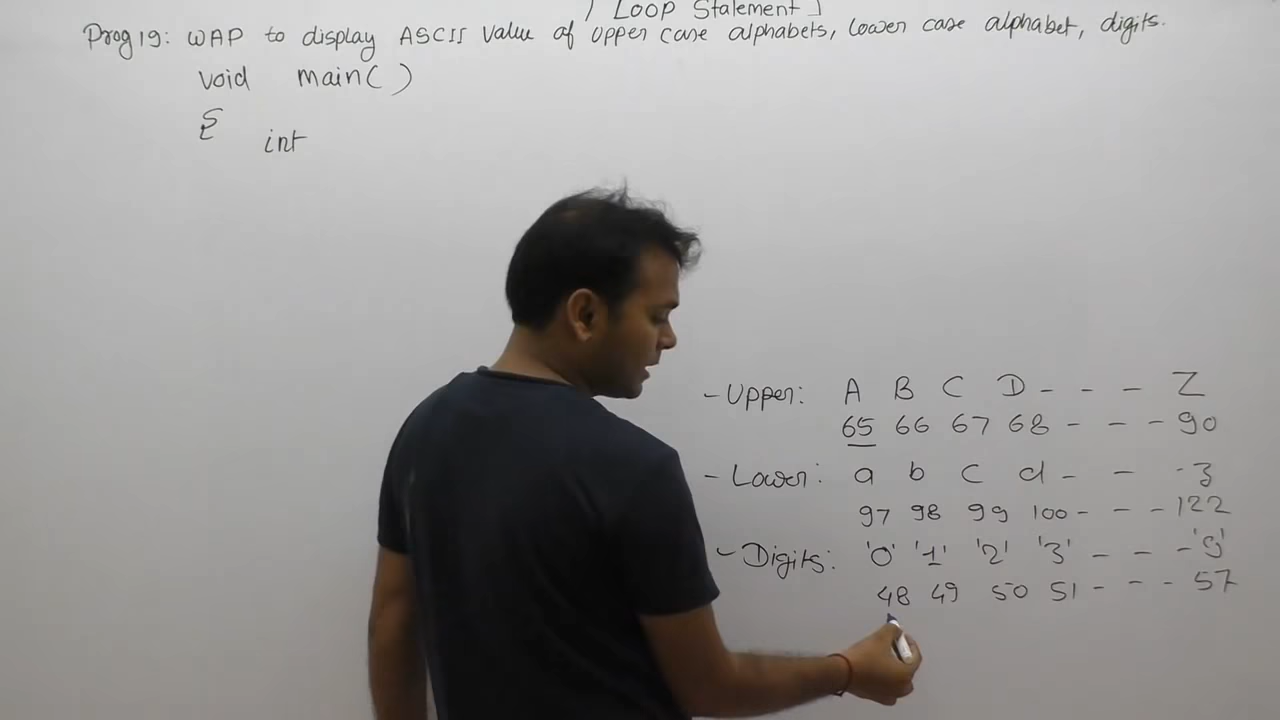 [ Loop Statement ]
Prog 19: WAP to display ASCII value of upper case alphabets, lower case alphabet, digits.
void main( )
{
int
- Upper: A B C D - - - Z
65 66 67 68 - - - 90
- Lower: a b c d - - - z
97 98 99 100 - - - 122
- Digits: '0' '1' '2' '3' - - - '9'
48 49 50 51 - - - 57